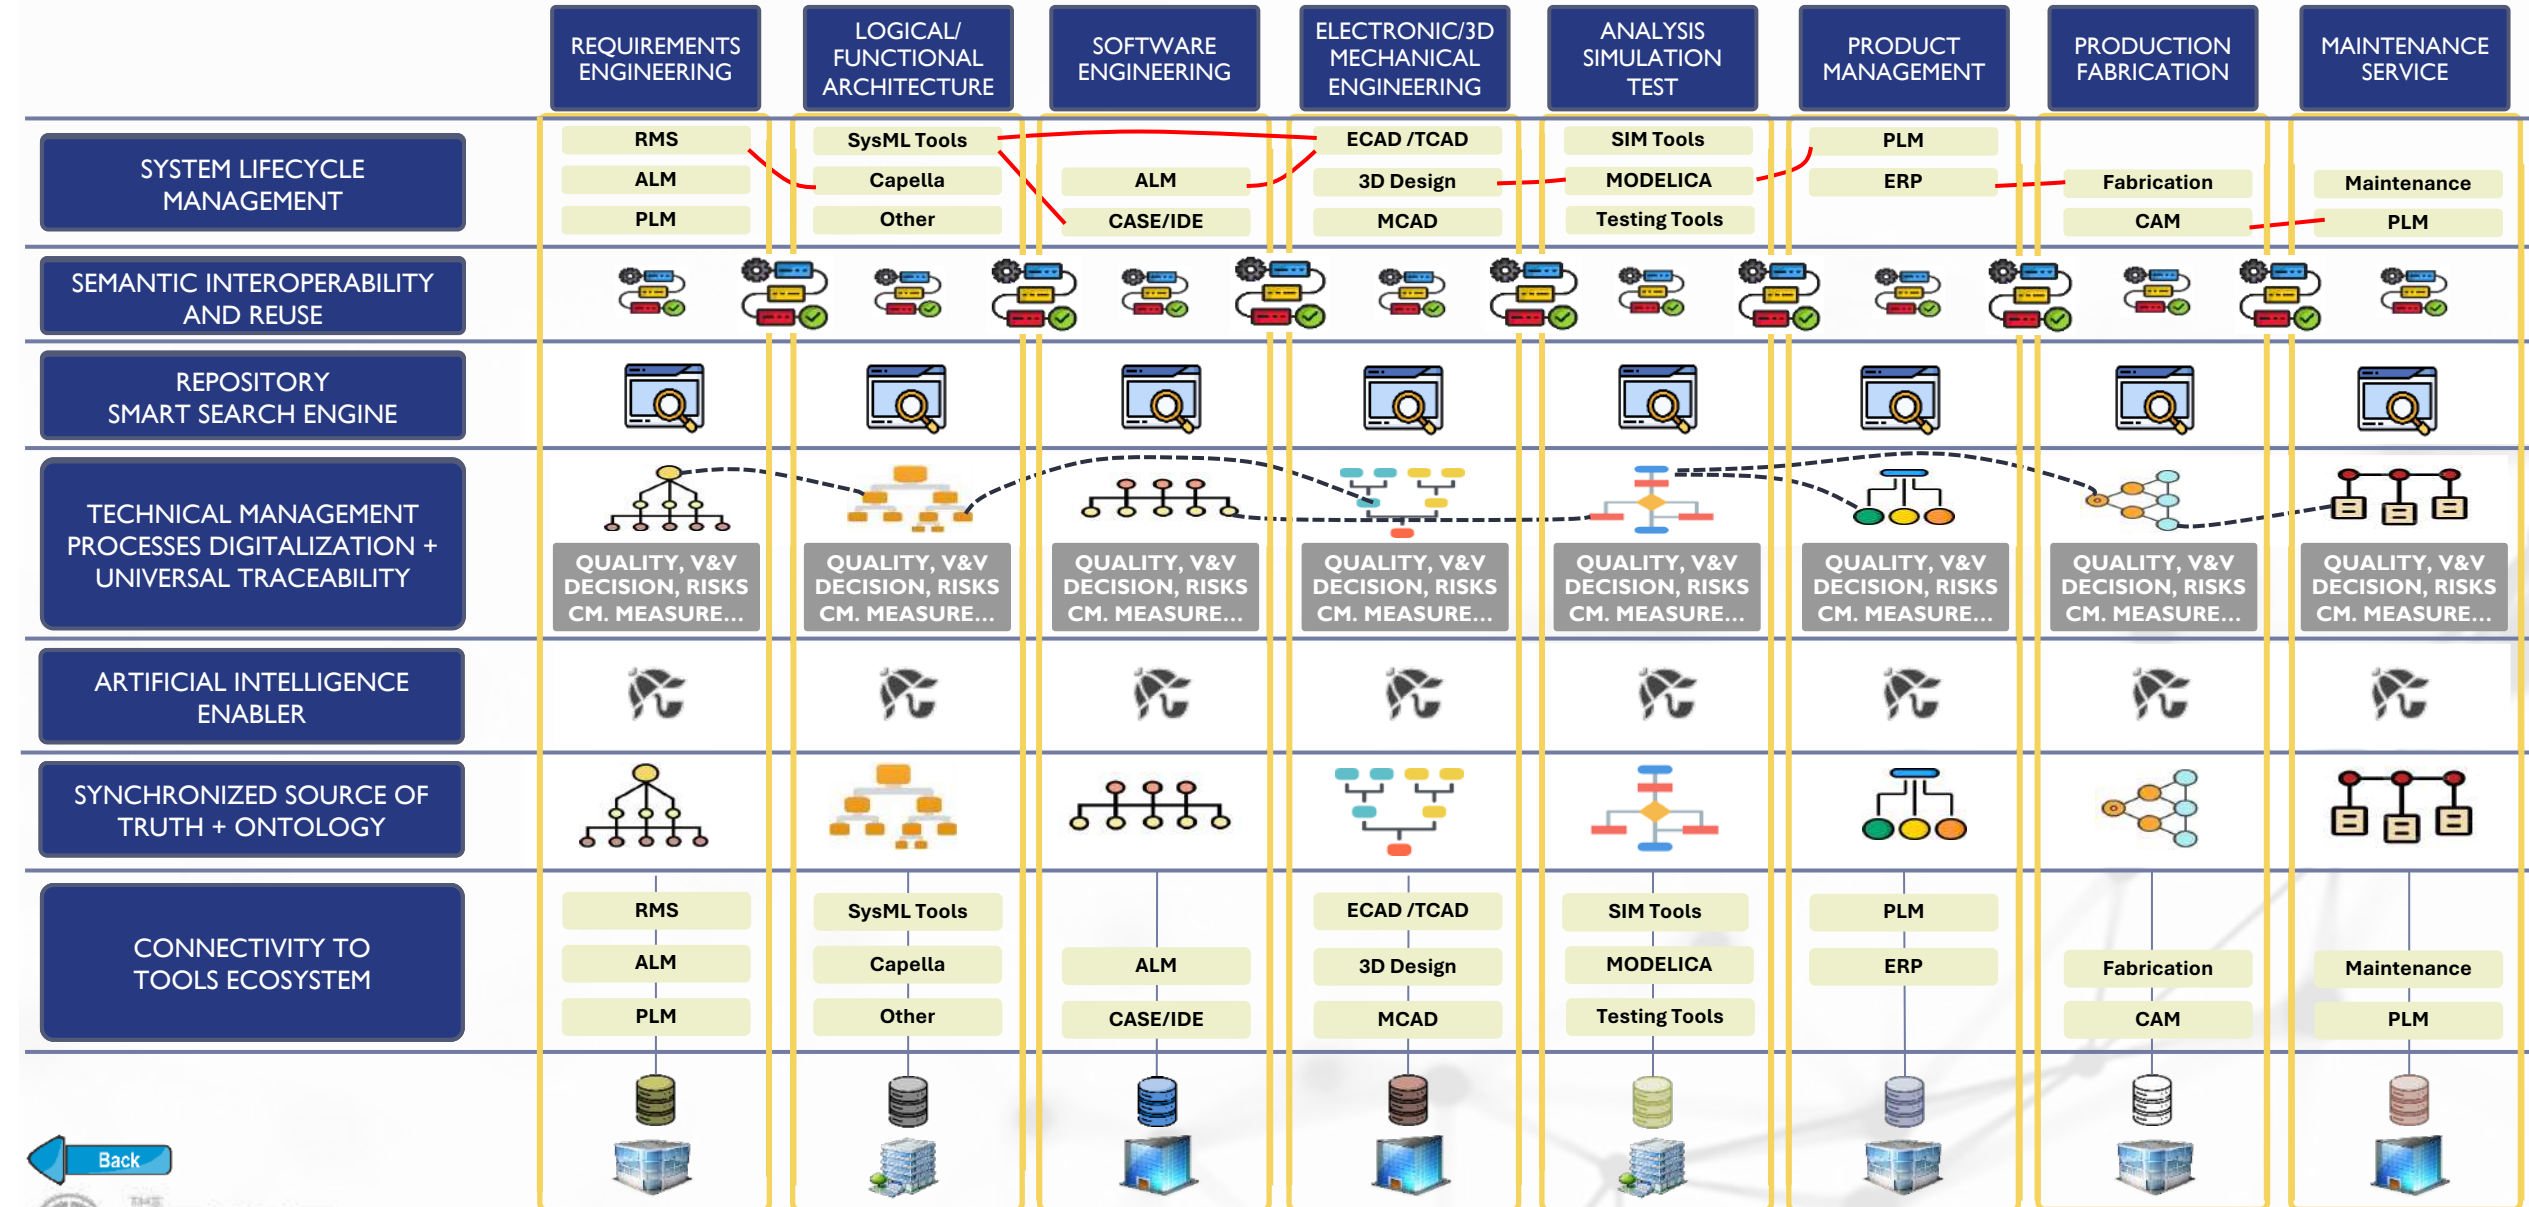 REQUIREMENTS
ENGINEERING
LOGICAL/
FUNCTIONAL
ARCHITECTURE
SOFTWARE
ENGINEERING
ELECTRONIC/3D
MECHANICAL
ENGINEERING
ANALYSIS
SIMULATION
TEST
PRODUCT
MANAGEMENT
PRODUCTION
FABRICATION
MAINTENANCE
SERVICE
SYSTEM LIFECYCLE
MANAGEMENT
RMS
ALM
PLM
SysML Tools
Capella
Other
ALM
CASE/IDE
ECAD /TCAD
3D Design
MCAD
SIM Tools
MODELICA
Testing Tools
PLM
ERP
Fabrication
CAM
Maintenance
PLM
SEMANTIC INTEROPERABILITY
AND REUSE
REPOSITORY
SMART SEARCH ENGINE
TECHNICAL MANAGEMENT
PROCESSES DIGITALIZATION +
UNIVERSAL TRACEABILITY
QUALITY, V&V
DECISION, RISKS
CM. MEASURE...
QUALITY, V&V
DECISION, RISKS
CM. MEASURE...
QUALITY, V&V
DECISION, RISKS
CM. MEASURE...
QUALITY, V&V
DECISION, RISKS
CM. MEASURE...
QUALITY, V&V
DECISION, RISKS
CM. MEASURE...
QUALITY, V&V
DECISION, RISKS
CM. MEASURE...
QUALITY, V&V
DECISION, RISKS
CM. MEASURE...
QUALITY, V&V
DECISION, RISKS
CM. MEASURE...
ARTIFICIAL INTELLIGENCE
ENABLER
SYNCHRONIZED SOURCE OF
TRUTH + ONTOLOGY
CONNECTIVITY TO
TOOLS ECOSYSTEM
RMS
ALM
PLM
SysML Tools
Capella
Other
ALM
CASE/IDE
ECAD /TCAD
3D Design
MCAD
SIM Tools
MODELICA
Testing Tools
PLM
ERP
Fabrication
CAM
Maintenance
PLM
Back
THE